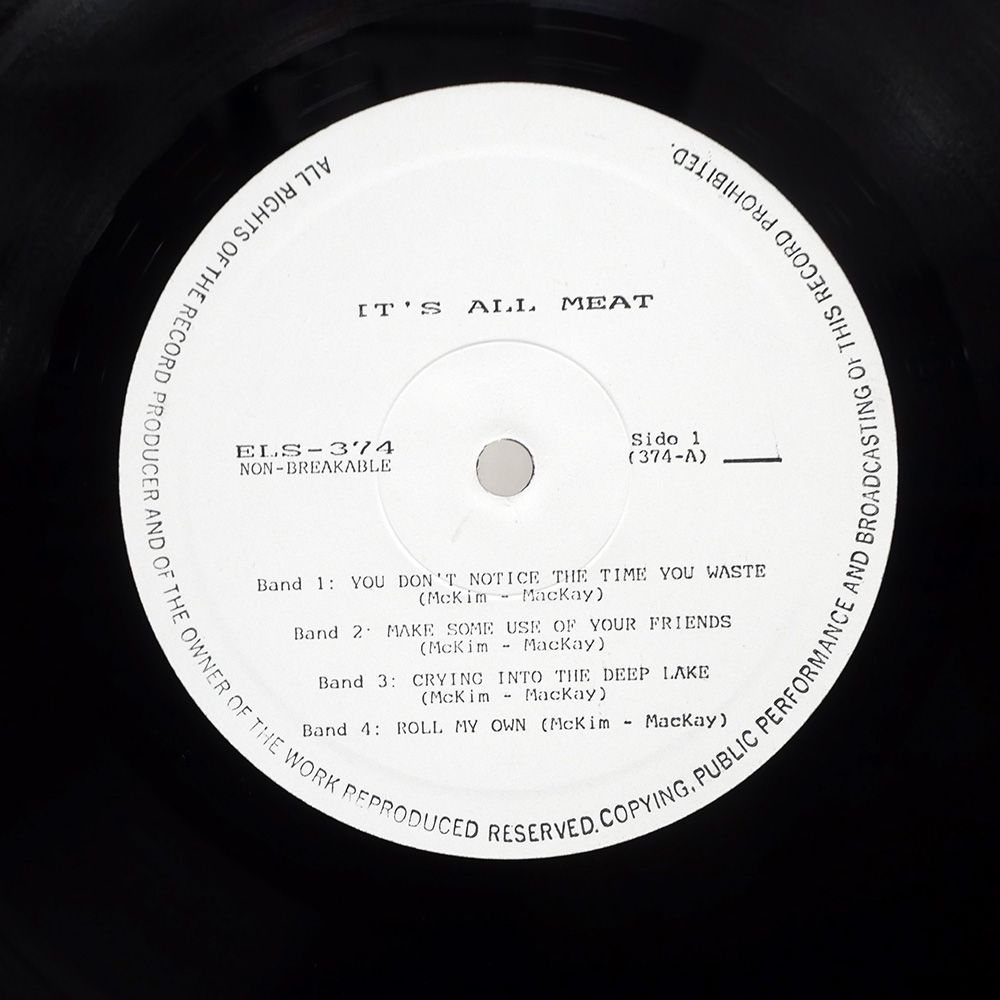 ALL RIGHTS OF THE RECORD PRODUCER AND OF THE OWNER OF THE WORK REPRODUCED RESERVED. COPYING, PUBLIC PERFORMANCE AND BROADCASTING OF THIS RECORD PROHIBITED.
IT'S ALL MEAT
ELS-374
NON-BREAKABLE
Side 1
(374-A)
Band 1: YOU DON'T NOTICE THE TIME YOU WASTE
(McKim - MacKay)
Band 2: MAKE SOME USE OF YOUR FRIENDS
(McKim - MacKay)
Band 3: CRYING INTO THE DEEP LAKE
(McKim - MacKay)
Band 4: ROLL MY OWN (McKim - MacKay)